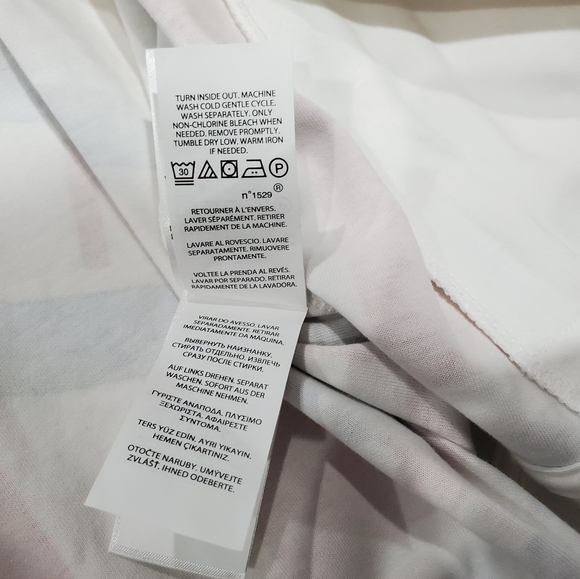 TURN INSIDE OUT. MACHINE
WASH COLD GENTLE CYCLE.
WASH SEPARATELY. ONLY
NON-CHLORINE BLEACH WHEN
NEEDED. REMOVE PROMPTLY.
TUMBLE DRY LOW. WARM IRON
IF NEEDED.
30 P
n°1529®
RETOURNER À L'ENVERS.
LAVER SÉPARÉMENT. RETIRER
RAPIDEMENT DE LA MACHINE.
LAVARE AL ROVESCIO. LAVARE
SEPARATAMENTE. RIMUOVERE
PRONTAMENTE.
VOLTEE LA PRENDA AL REVÉS.
LAVAR POR SEPARADO. RETIRAR
RÁPIDAMENTE DE LA LAVADORA.
VIRAR DO AVESSO. LAVAR
SEPARADAMENTE. RETIRAR
IMEDIATAMENTE DA MÁQUINA.
ВЫВЕРНУТЬ НАИЗНАНКУ.
СТИРАТЬ ОТДЕЛЬНО. ИЗВЛЕЧЬ
СРАЗУ ПОСЛЕ СТИРКИ.
AUF LINKS DREHEN. SEPARAT
WASCHEN. SOFORT AUS DER
MASCHINE NEHMEN.
ΓΥΡΙΣΤΕ ΑΝΑΠΟΔΑ. ΠΛΥΣΙΜΟ
ΞΕΧΩΡΙΣΤΑ. ΑΦΑΙΡΕΣΤΕ
ΣΥΝΤΟΜΑ.
TERS YÜZ EDİN. AYRI YIKAYIN.
HEMEN ÇIKARTINIZ.
OTOČTE NARUBY. UMÝVEJTE
ZVLÁŠŤ. IHNED ODEBERTE.